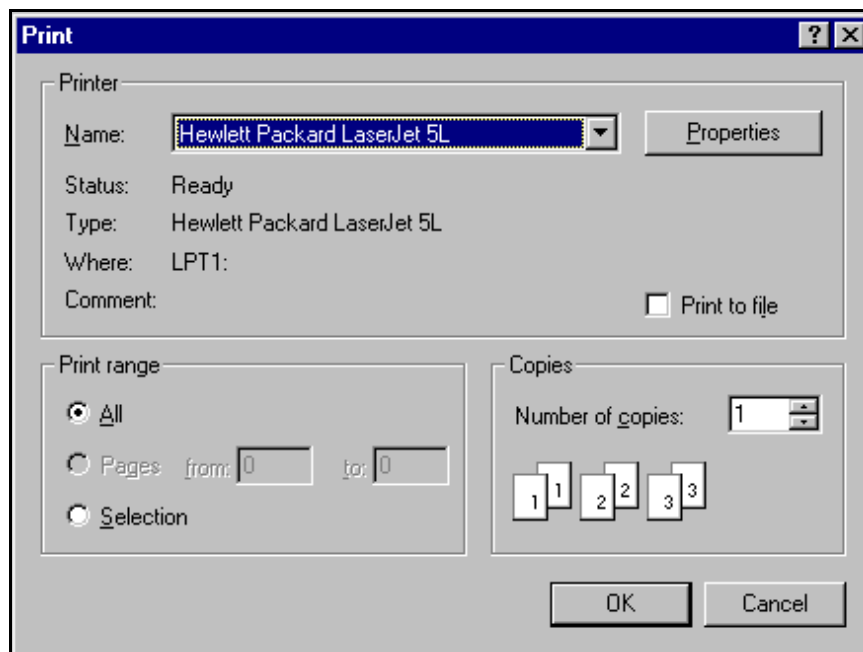 Print
Printer
Name: Hewlett Packard LaserJet 5L Properties
Status: Ready
Type: Hewlett Packard LaserJet 5L
Where: LPT1:
Comment: Print to file
Print range
All
Pages from: 0 to: 0
Selection
Copies
Number of copies: 1
1 1 2 2 3 3
OK Cancel